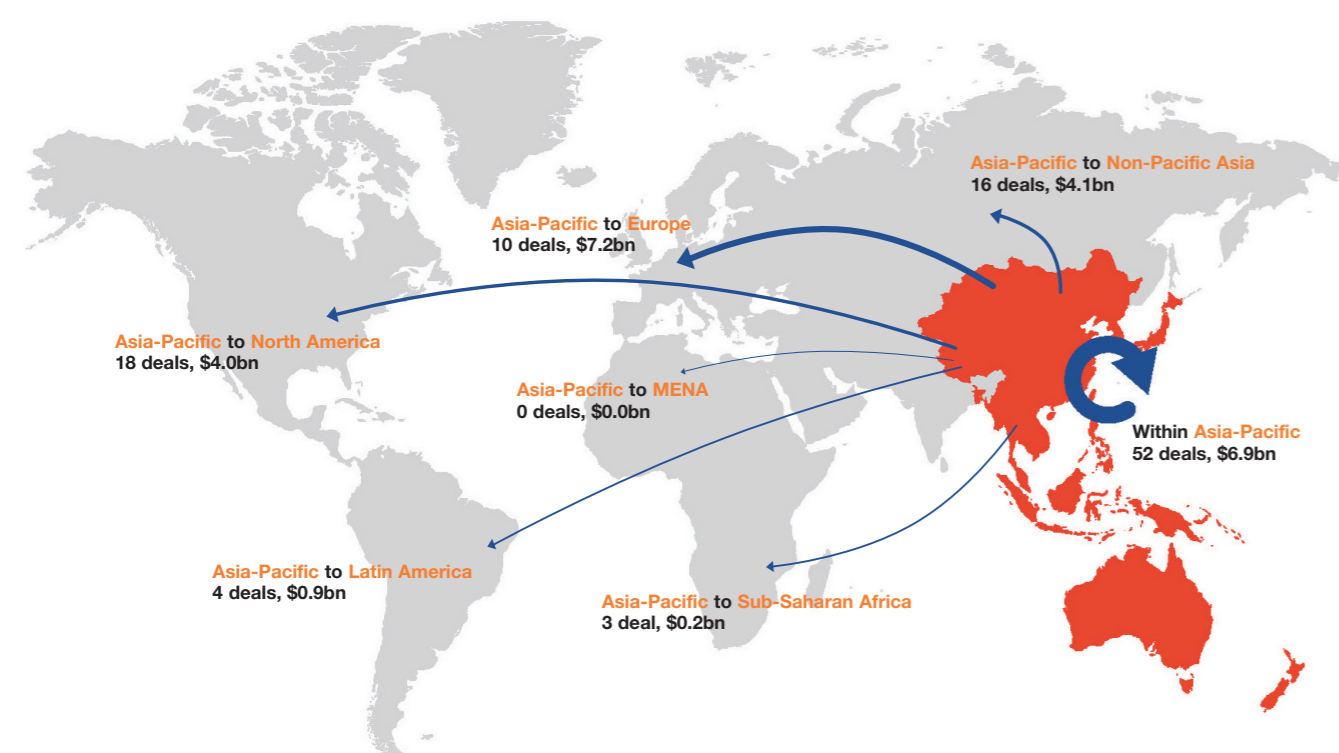 Asia-Pacific to Non-Pacific Asia
16 deals, $4.1bn
Asia-Pacific to Europe
10 deals, $7.2bn
Asia-Pacific to North America
18 deals, $4.0bn
Asia-Pacific to MENA
0 deals, $0.0bn
Within Asia-Pacific
52 deals, $6.9bn
Asia-Pacific to Latin America
4 deals, $0.9bn
Asia-Pacific to Sub-Saharan Africa
3 deal, $0.2bn